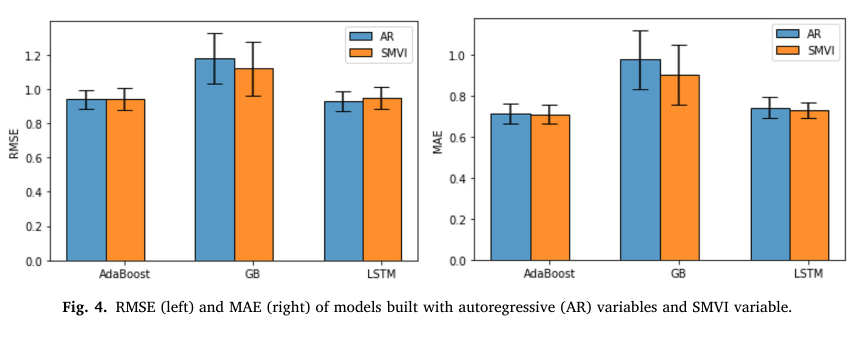 AR
SMVI
1.2
1.0
0.8
0.6
0.4
0.2
0.0
RMSE
AdaBoost GB LSTM
AR
SMVI
1.0
0.8
0.6
0.4
0.2
0.0
MAE
AdaBoost GB LSTM
Fig. 4. RMSE (left) and MAE (right) of models built with autoregressive (AR) variables and SMVI variable.